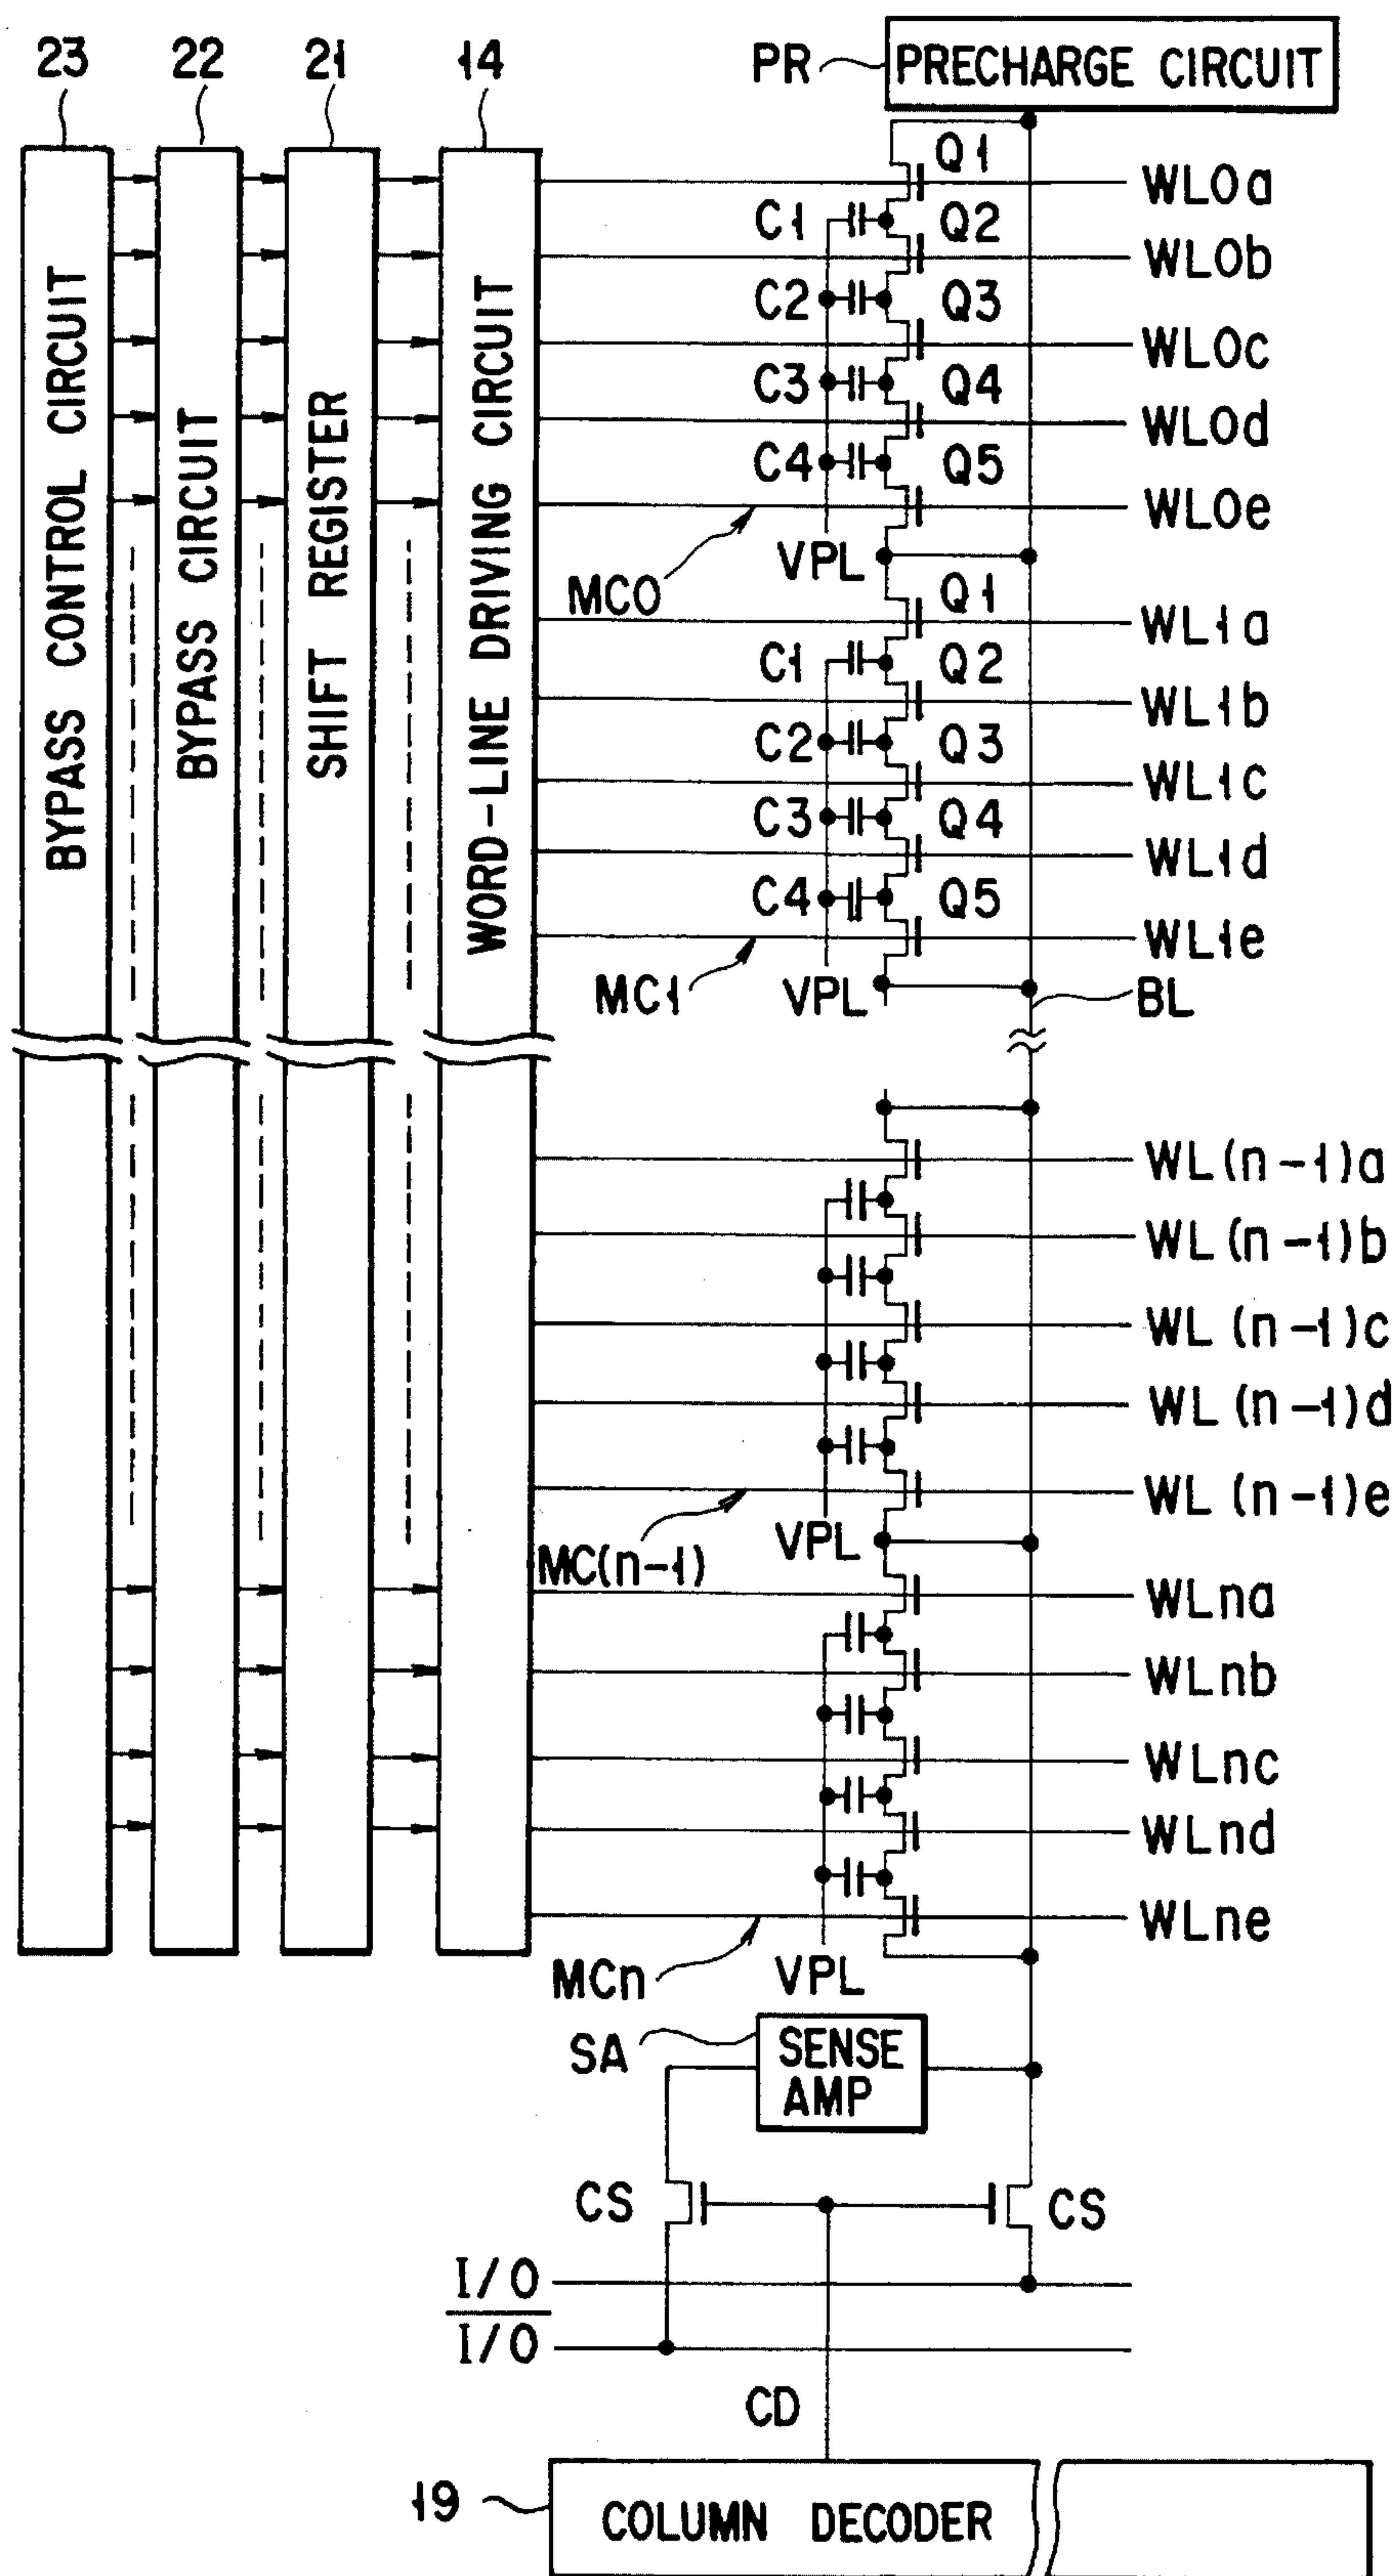 23 22 21 14
PR PRECHARGE CIRCUIT
BYPASS CONTROL CIRCUIT
BYPASS CIRCUIT
SHIFT REGISTER
WORD-LINE DRIVING CIRCUIT
Q1 WL0a
C1 Q2 WL0b
C2 Q3 WL0c
C3 Q4 WL0d
C4 Q5 WL0e
MC0 VPL
Q1 WL1a
C1 Q2 WL1b
C2 Q3 WL1c
C3 Q4 WL1d
C4 Q5 WL1e
MC1 VPL BL
WL(n-1)a
WL(n-1)b
WL(n-1)c
WL(n-1)d
WL(n-1)e
MC(n-1) VPL
WLna
WLnb
WLnc
WLnd
WLne
MCn VPL
SA SENSE
AMP
CS CS
I/O
I/O
CD
19 COLUMN DECODER